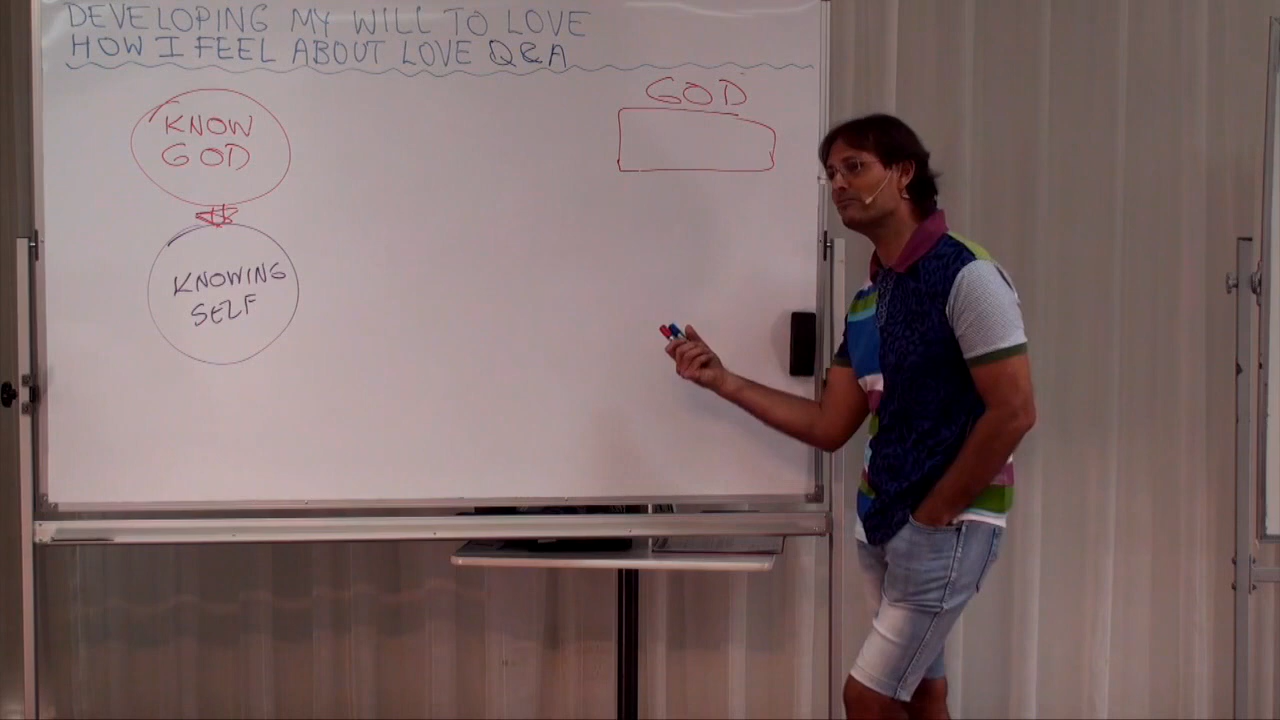 DEVELOPING MY WILL TO LOVE
HOW I FEEL ABOUT LOVE Q&A
KNOW
GOD
KNOWING
SELF
GOD